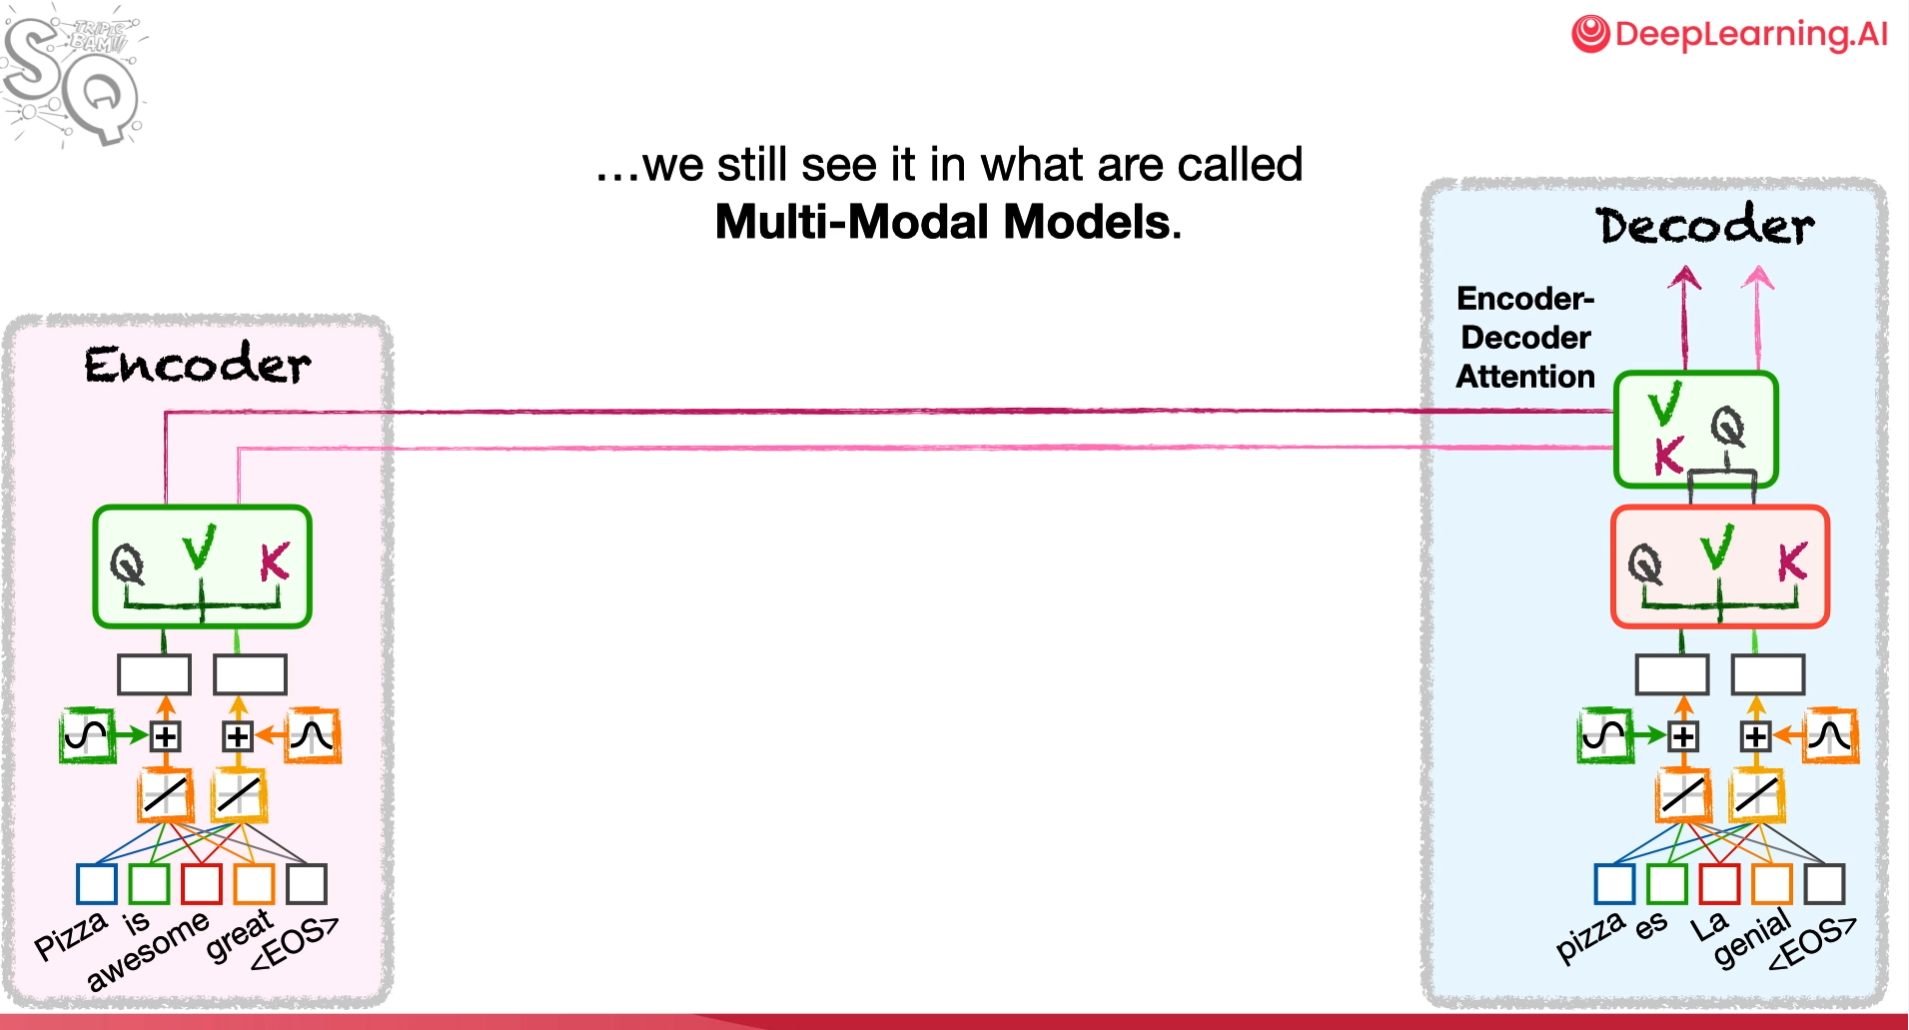 TRIPLE
BAM!!!
SQ
DeepLearning.AI
…we still see it in what are called
Multi-Modal Models.
Encoder
Q V K
Pizza is awesome great <EOS>
Decoder
Encoder-
Decoder
Attention
V Q
K
Q V K
pizza es La genial <EOS>